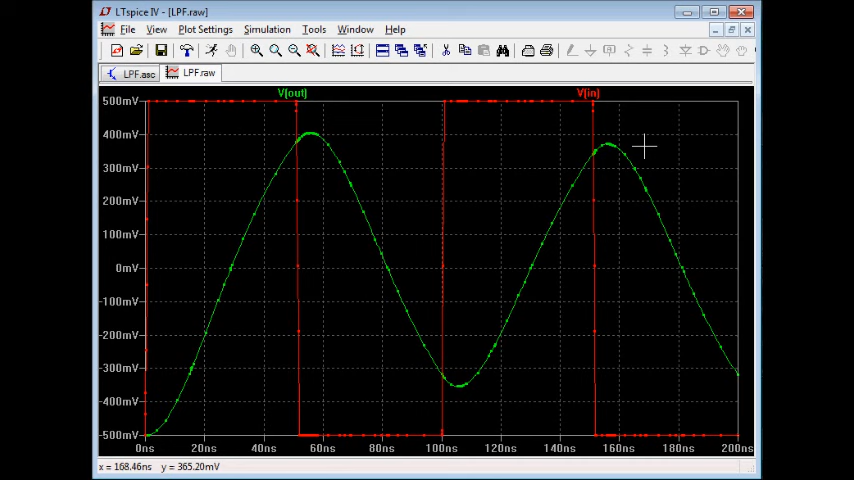 LTspice IV - [LPF.raw]
File View Plot Settings Simulation Tools Window Help
LPF.asc LPF.raw
V(out) V(in)
500mV
400mV
300mV
200mV
100mV
0mV
-100mV
-200mV
-300mV
-400mV
-500mV
0ns 20ns 40ns 60ns 80ns 100ns 120ns 140ns 160ns 180ns 200ns
x = 168.46ns y = 365.20mV